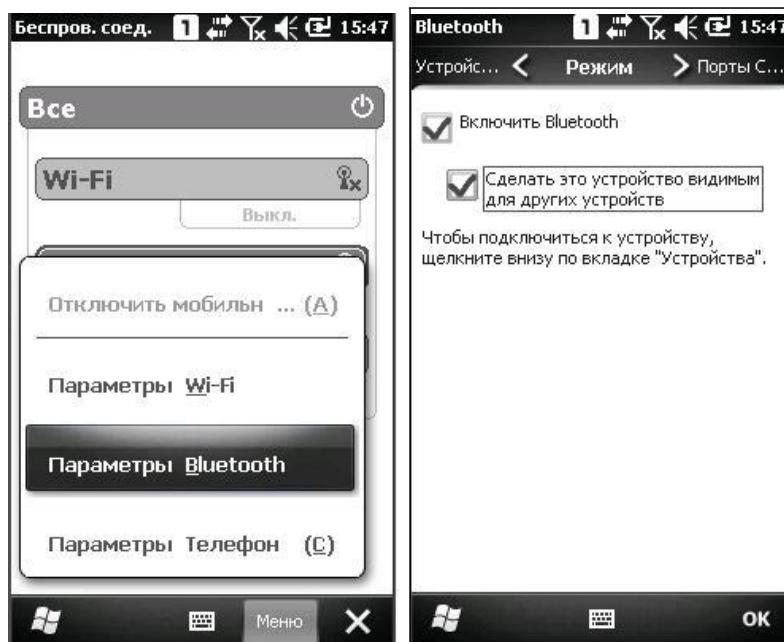 Беспров. соед. 1 15:47
Все
Wi-Fi
Выкл.
Отключить мобильн ... (A)
Параметры Wi-Fi
Параметры Bluetooth
Параметры Телефон (C)
Меню
Bluetooth 1 15:47
Устройс... Режим Порты С...
Включить Bluetooth
Сделать это устройство видимым
для других устройств
Чтобы подключиться к устройству,
щелкните внизу по вкладке "Устройства".
OK